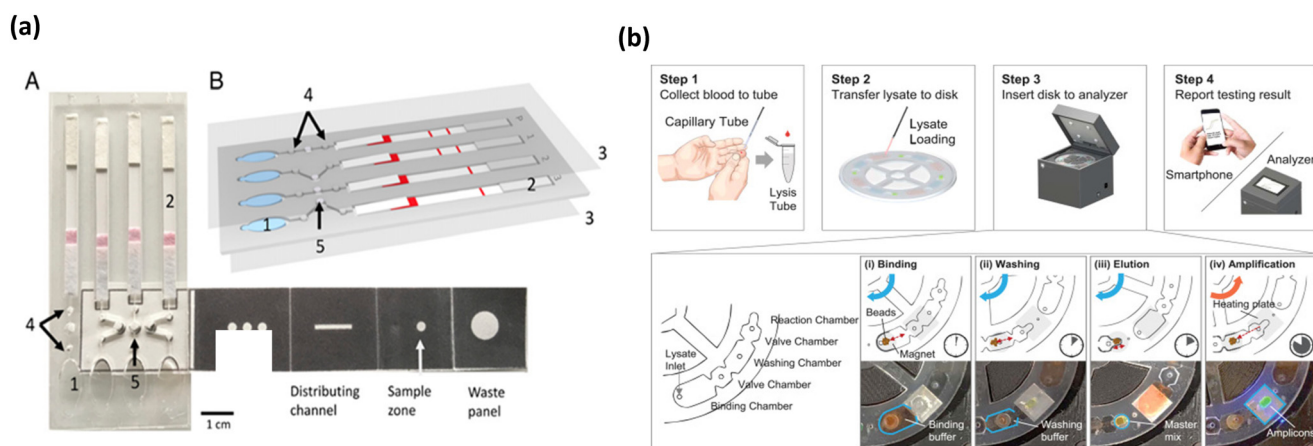 (a)
A
B
4
3
2
1
5
3
2
4
1
5
1 cm
Distributing
channel
Sample
zone
Waste
panel
(b)
Step 1
Collect blood to tube
Capillary Tube
Lysis
Tube
Step 2
Transfer lysate to disk
Lysate
Loading
Step 3
Insert disk to analyzer
Step 4
Report testing result
Smartphone
Analyzer
Lysate
Inlet
Reaction Chamber
Valve Chamber
Washing Chamber
Valve Chamber
Binding Chamber
(i) Binding
Beads
Magnet
Binding
buffer
(ii) Washing
Washing
buffer
(iii) Elution
Master
mix
(iv) Amplification
Heating plate
Amplicons